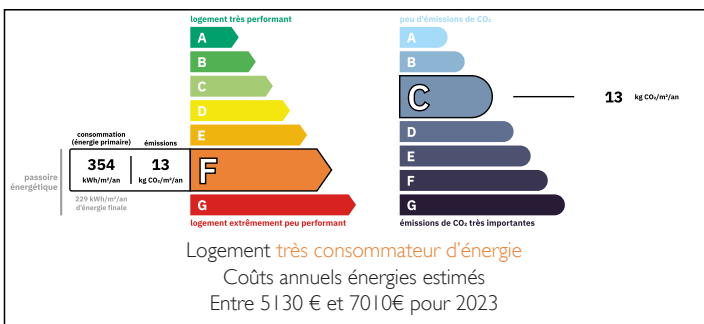 logement très performant
A
B
C
D
E
consommation
(énergie primaire)
émissions
passoire
énergétique
354
kWh/m²/an
13
kg CO₂/m²/an
F
229 kWh/m²/an
d'énergie finale
G
logement extrêmement peu performant
peu d'émissions de CO₂
A
B
C
13 kg CO₂/m²/an
D
E
F
G
émissions de CO₂ très importantes
Logement très consommateur d'énergie
Coûts annuels énergies estimés
Entre 5130 € et 7010€ pour 2023